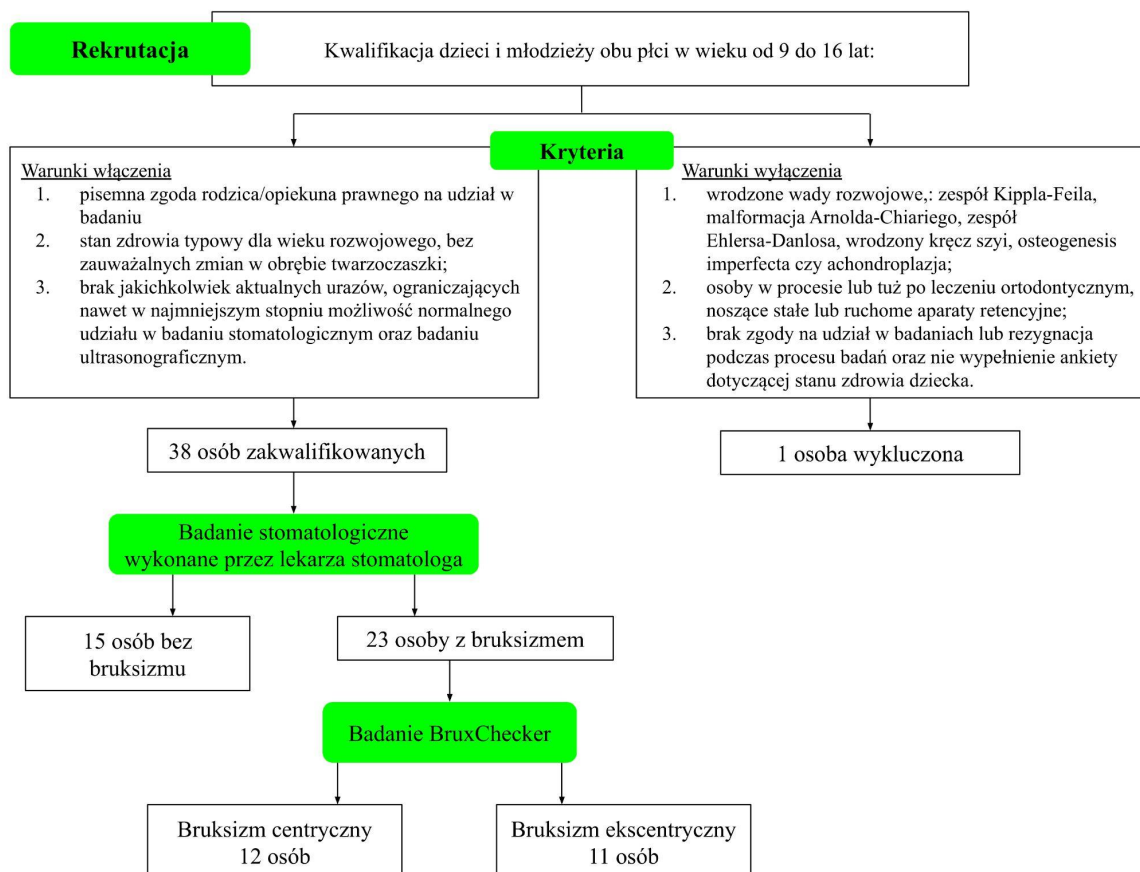 Rekrutacja
Kwalifikacja dzieci i młodzieży obu płci w wieku od 9 do 16 lat:
Kryteria
Warunki włączenia
1. pisemna zgoda rodzica/opiekuna prawnego na udział w
badaniu
2. stan zdrowia typowy dla wieku rozwojowego, bez
zauważalnych zmian w obrębie twarzoczaszki;
3. brak jakichkolwiek aktualnych urazów, ograniczających
nawet w najmniejszym stopniu możliwość normalnego
udziału w badaniu stomatologicznym oraz badaniu
ultrasonograficznym.
Warunki wyłączenia
1. wrodzone wady rozwojowe,: zespół Kippla-Feila,
malformacja Arnolda-Chiariego, zespół
Ehlersa-Danlosa, wrodzony kręcz szyi, osteogenesis
imperfecta czy achondroplazja;
2. osoby w procesie lub tuż po leczeniu ortodontycznym,
noszące stałe lub ruchome aparaty retencyjne;
3. brak zgody na udział w badaniach lub rezygnacja
podczas procesu badań oraz nie wypełnienie ankiety
dotyczącej stanu zdrowia dziecka.
38 osób zakwalifikowanych
1 osoba wykluczona
Badanie stomatologiczne
wykonane przez lekarza stomatologa
15 osób bez
bruksizmu
23 osoby z bruksizmem
Badanie BruxChecker
Bruksizm centryczny
12 osób
Bruksizm ekscentryczny
11 osób